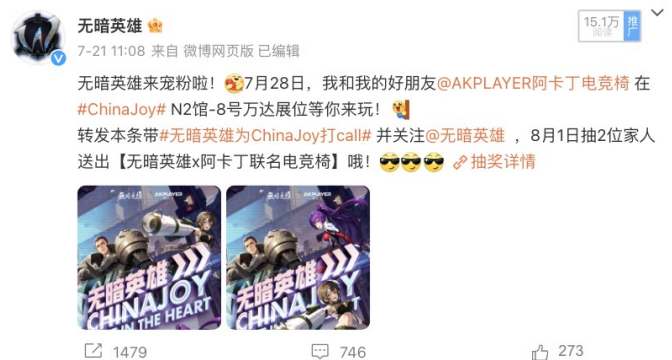 无暗英雄
15.1万
阅读
推广
7-21 11:08 来自 微博网页版 已编辑
无暗英雄来宠粉啦！7月28日，我和我的好朋友@AKPLAYER阿卡丁电竞椅 在
#ChinaJoy# N2馆-8号万达展位等你来玩！
转发本条带#无暗英雄为ChinaJoy打call# 并关注@无暗英雄 ，8月1日抽2位家人
送出【无暗英雄x阿卡丁联名电竞椅】哦！ 抽奖详情
AKPLAYER
无暗英雄
CHINAJOY
IN THE HEART
AKPLAYER
无暗英雄
CHINAJOY
1479
746
273